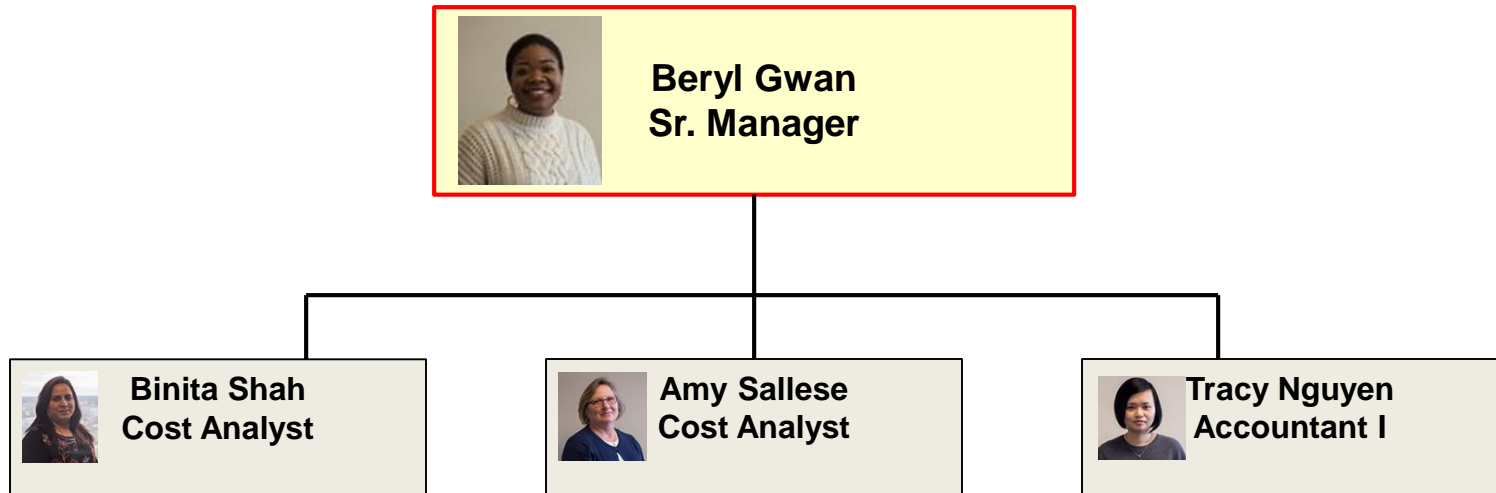 Beryl Gwan
Sr. Manager
Binita Shah
Cost Analyst
Amy Sallese
Cost Analyst
Tracy Nguyen
Accountant I